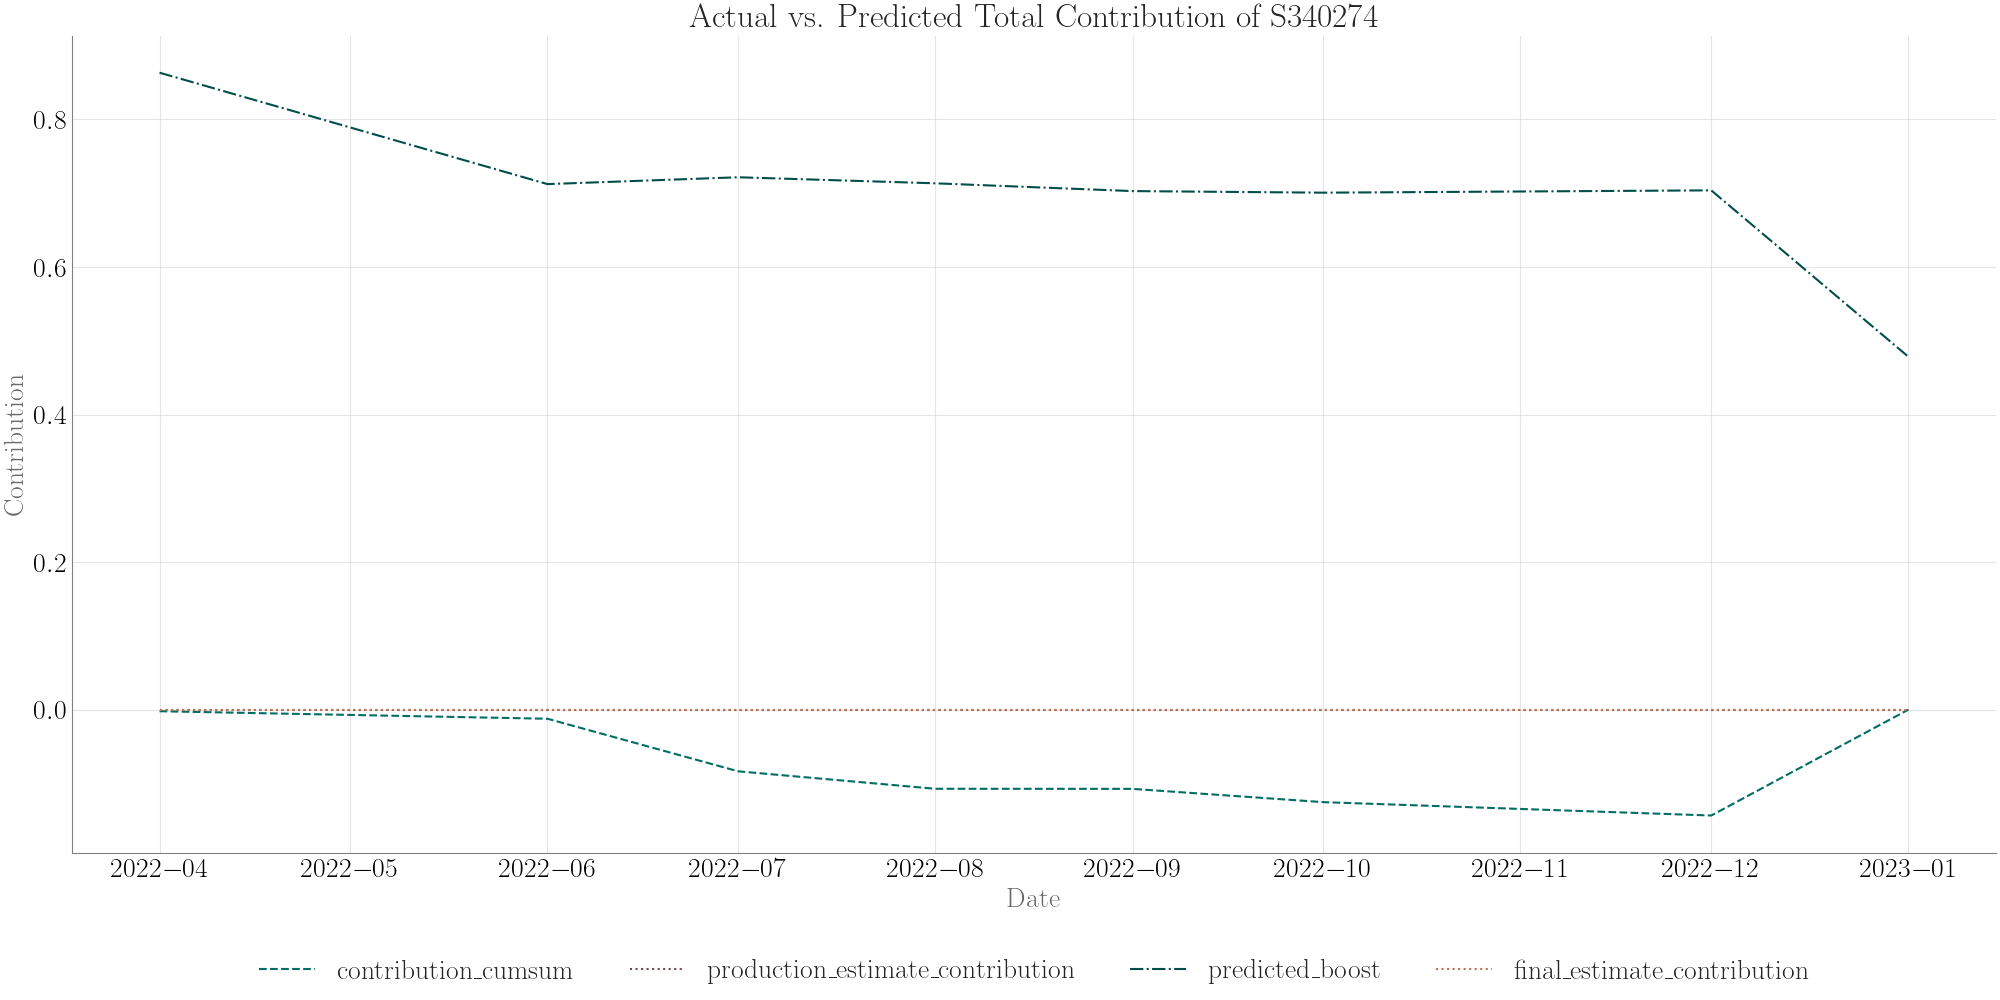 Actual vs. Predicted Total Contribution of S340274
0.8
0.6
0.4
0.2
0.0
Contribution
2022−04 2022−05 2022−06 2022−07 2022−08 2022−09 2022−10 2022−11 2022−12 2023−01
Date
contribution_cumsum production_estimate_contribution predicted_boost final_estimate_contribution